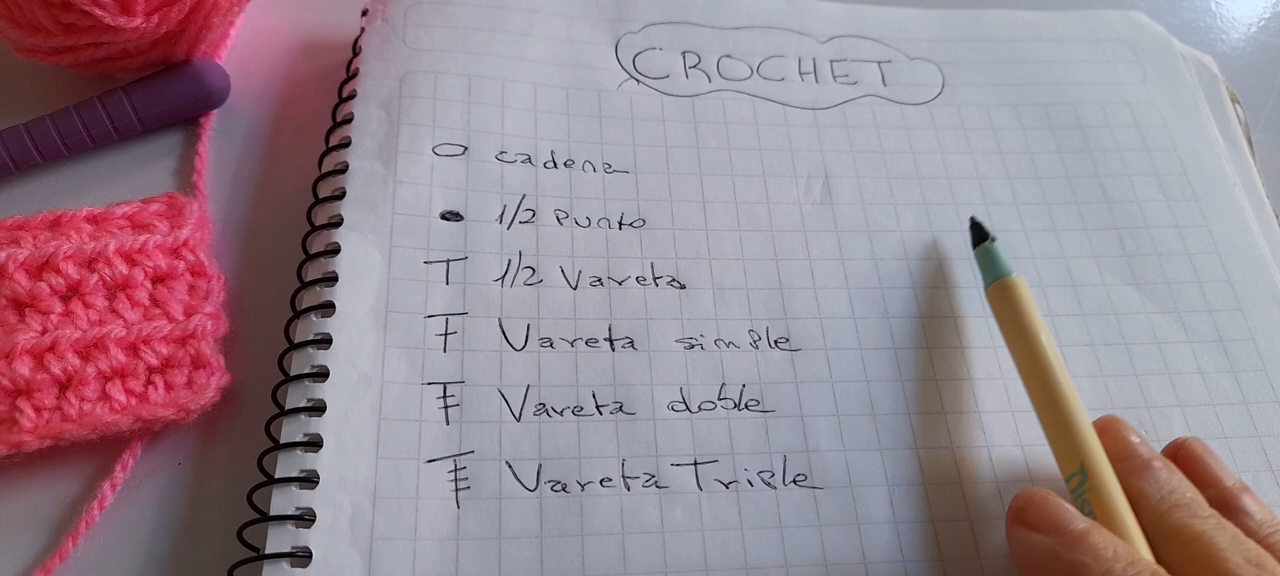 CROCHET
cadena
1/2 Punto
T 1/2 Vareta
Vareta simple
Vareta doble
Vareta Triple